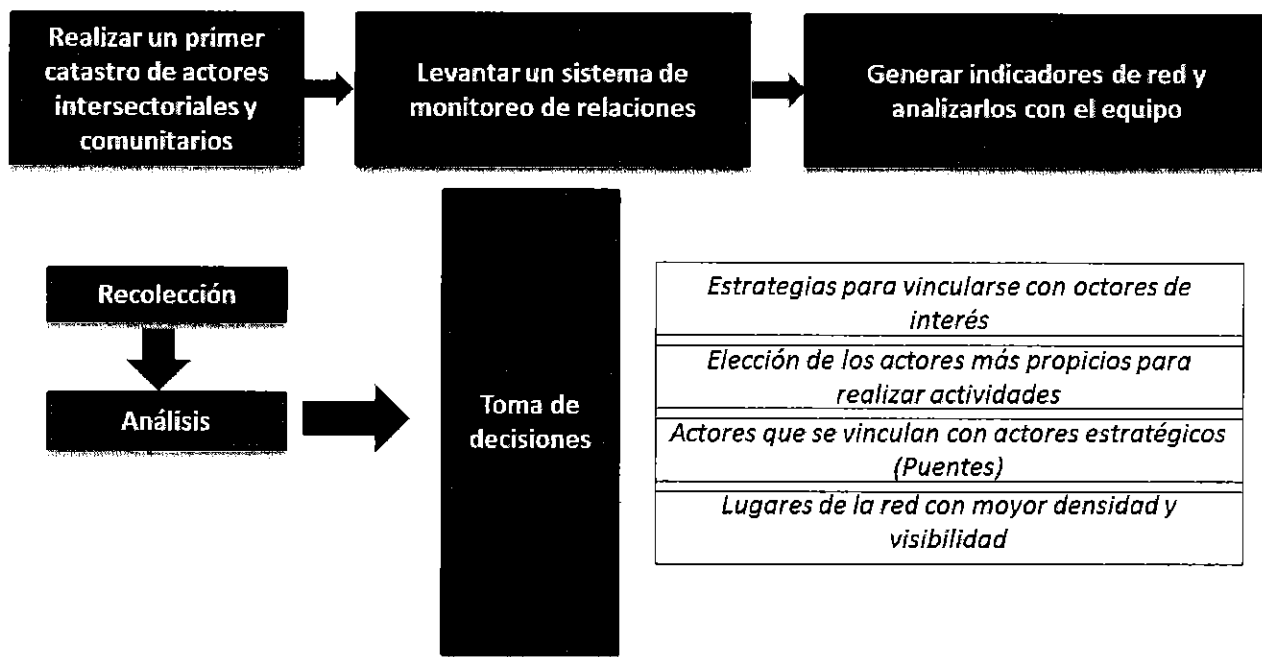 Realizar un primer
catastro de actores
intersectoriales y
comunitarios
Levantar un sistema de
monitoreo de relaciones
Generar indicadores de red y
analizarlos con el equipo
Recolección
Análisis
Toma de
decisiones
Estrategias para vincularse con octores de
interés
Elección de los actores más propicios para
realizar actividades
Actores que se vinculan con actores estratégicos
(Puentes)
Lugares de la red con moyor densidad y
visibilidad